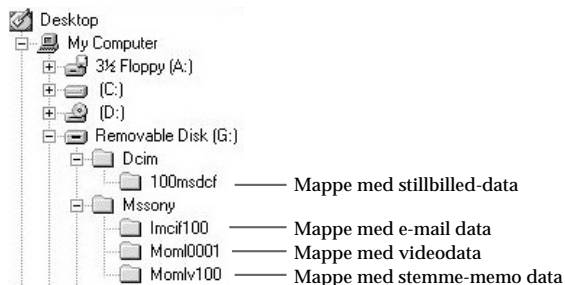 Desktop
My Computer
3½ Floppy (A:)
(C:)
(D:)
Removable Disk (G:)
Dcim
100msdcf Mappe med stillbilled-data
Mssony
Imcif100 Mappe med e-mail data
Moml0001 Mappe med videodata
Momlv100 Mappe med stemme-memo data